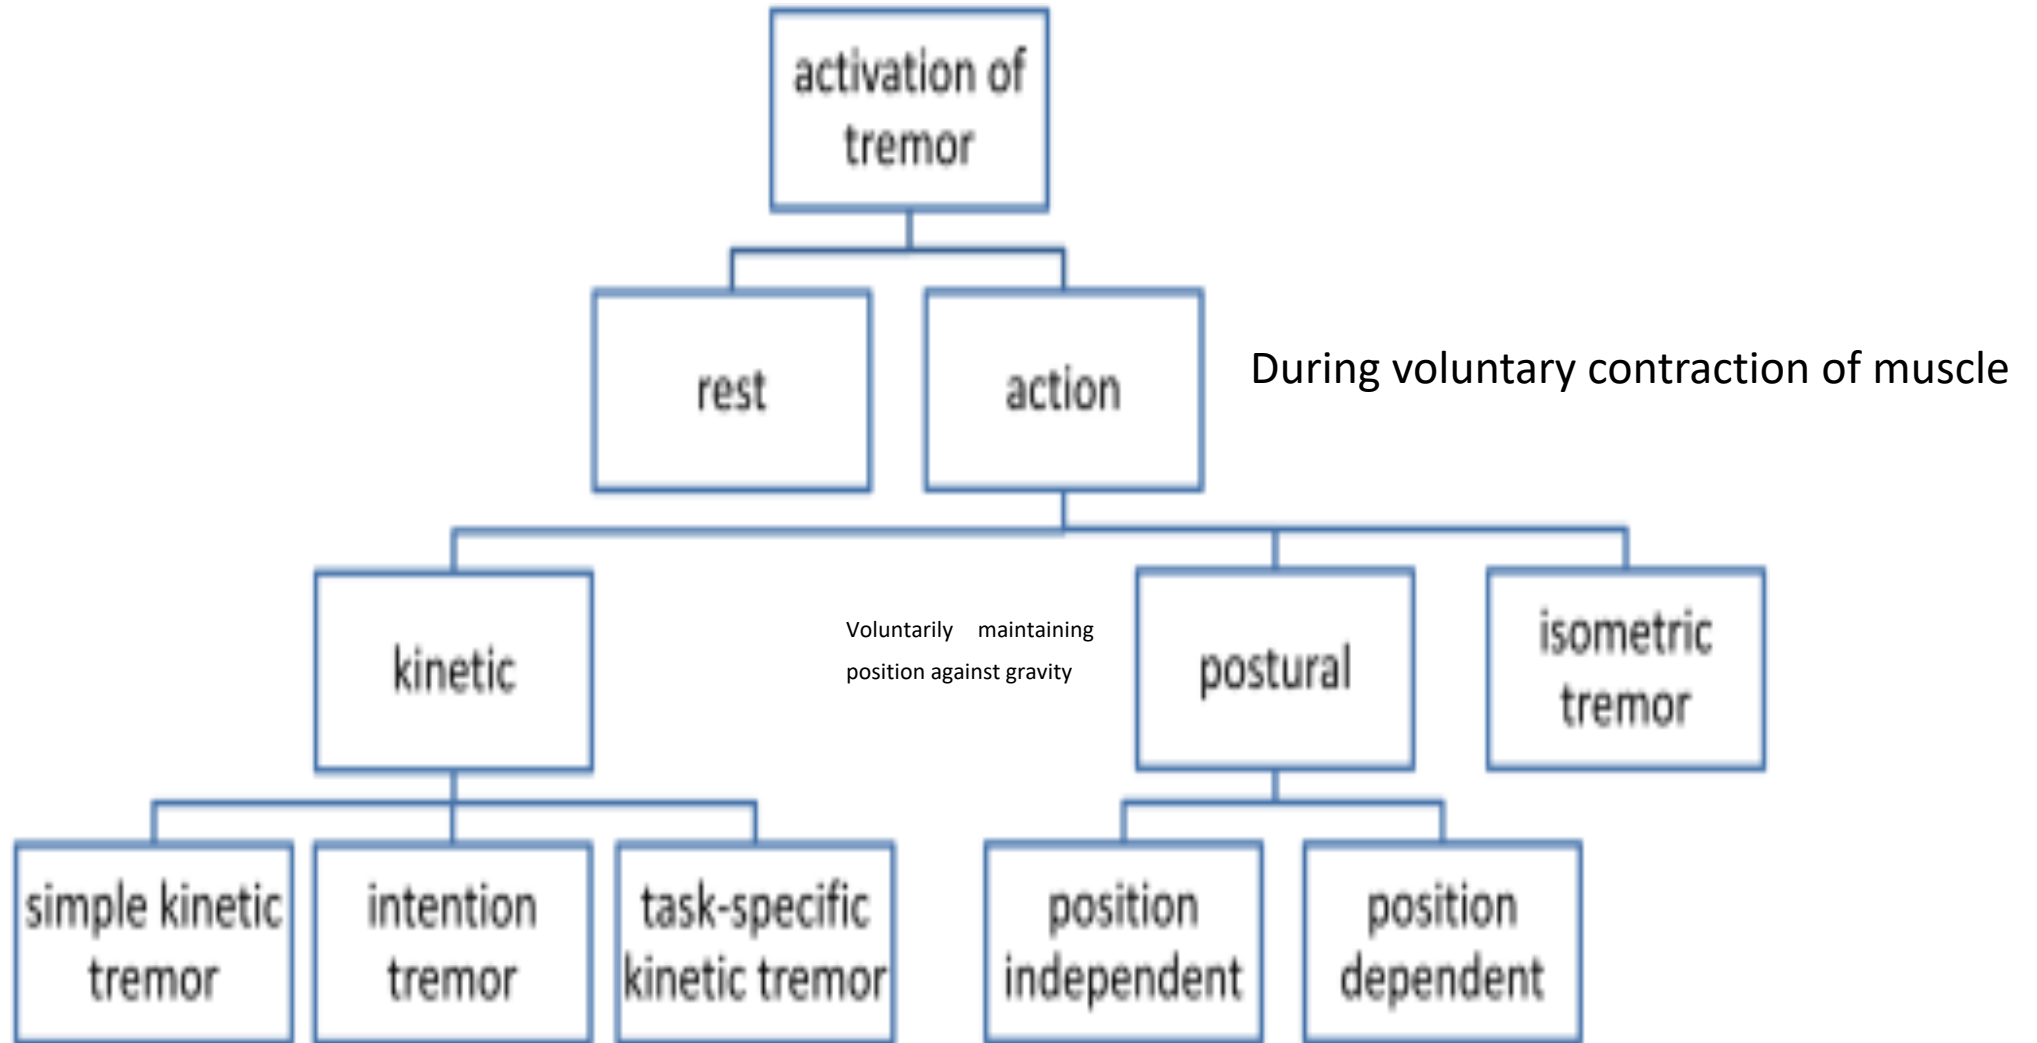 activation of
tremor
rest
action
During voluntary contraction of muscle
kinetic
Voluntarily maintaining
position against gravity
postural
isometric
tremor
simple kinetic
tremor
intention
tremor
task-specific
kinetic tremor
position
independent
position
dependent